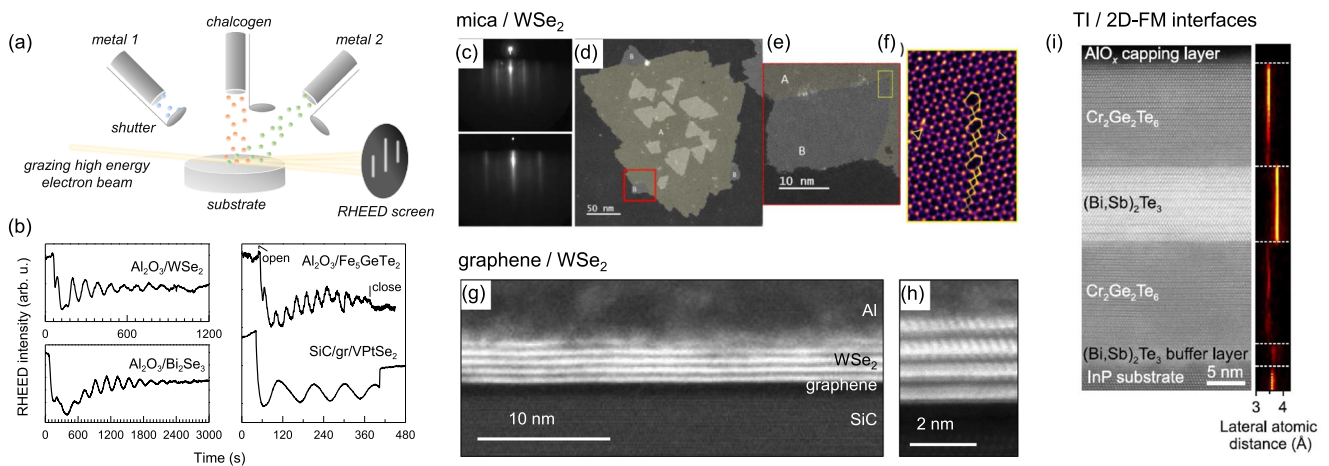 (a)
chalcogen
metal 1
metal 2
shutter
grazing high energy
electron beam
substrate
RHEED screen
(b)
RHEED intensity (arb. u.)
Al₂O₃/WSe₂
0 600 1200
Al₂O₃/Bi₂Se₃
0 600 1200 1800 2400 3000
open
Al₂O₃/Fe₅GeTe₂
close
SiC/gr/VPtSe₂
0 120 240 360 480
Time (s)
mica / WSe₂
(c)
(d)
B
A
B
B
50 nm
(e)
A
B
10 nm
(f)
)
graphene / WSe₂
(g)
Al
WSe₂
graphene
SiC
10 nm
(h)
2 nm
TI / 2D-FM interfaces
(i)
AlOₓ capping layer
Cr₂Ge₂Te₆
(Bi,Sb)₂Te₃
Cr₂Ge₂Te₆
(Bi,Sb)₂Te₃ buffer layer
InP substrate
5 nm
3 4
Lateral atomic
distance (Å)